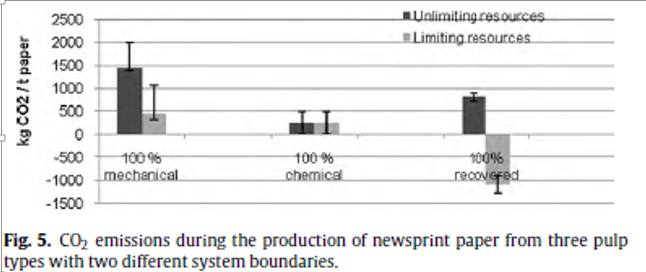 2500
2000
1500
1000
500
0
-500
-1000
-1500
kg CO2 / t paper
Unlimiting resources
Limiting resources
100 %
mechanical
100 %
chemical
100%
recovered
Fig. 5. CO₂ emissions during the production of newsprint paper from three pulp
types with two different system boundaries.